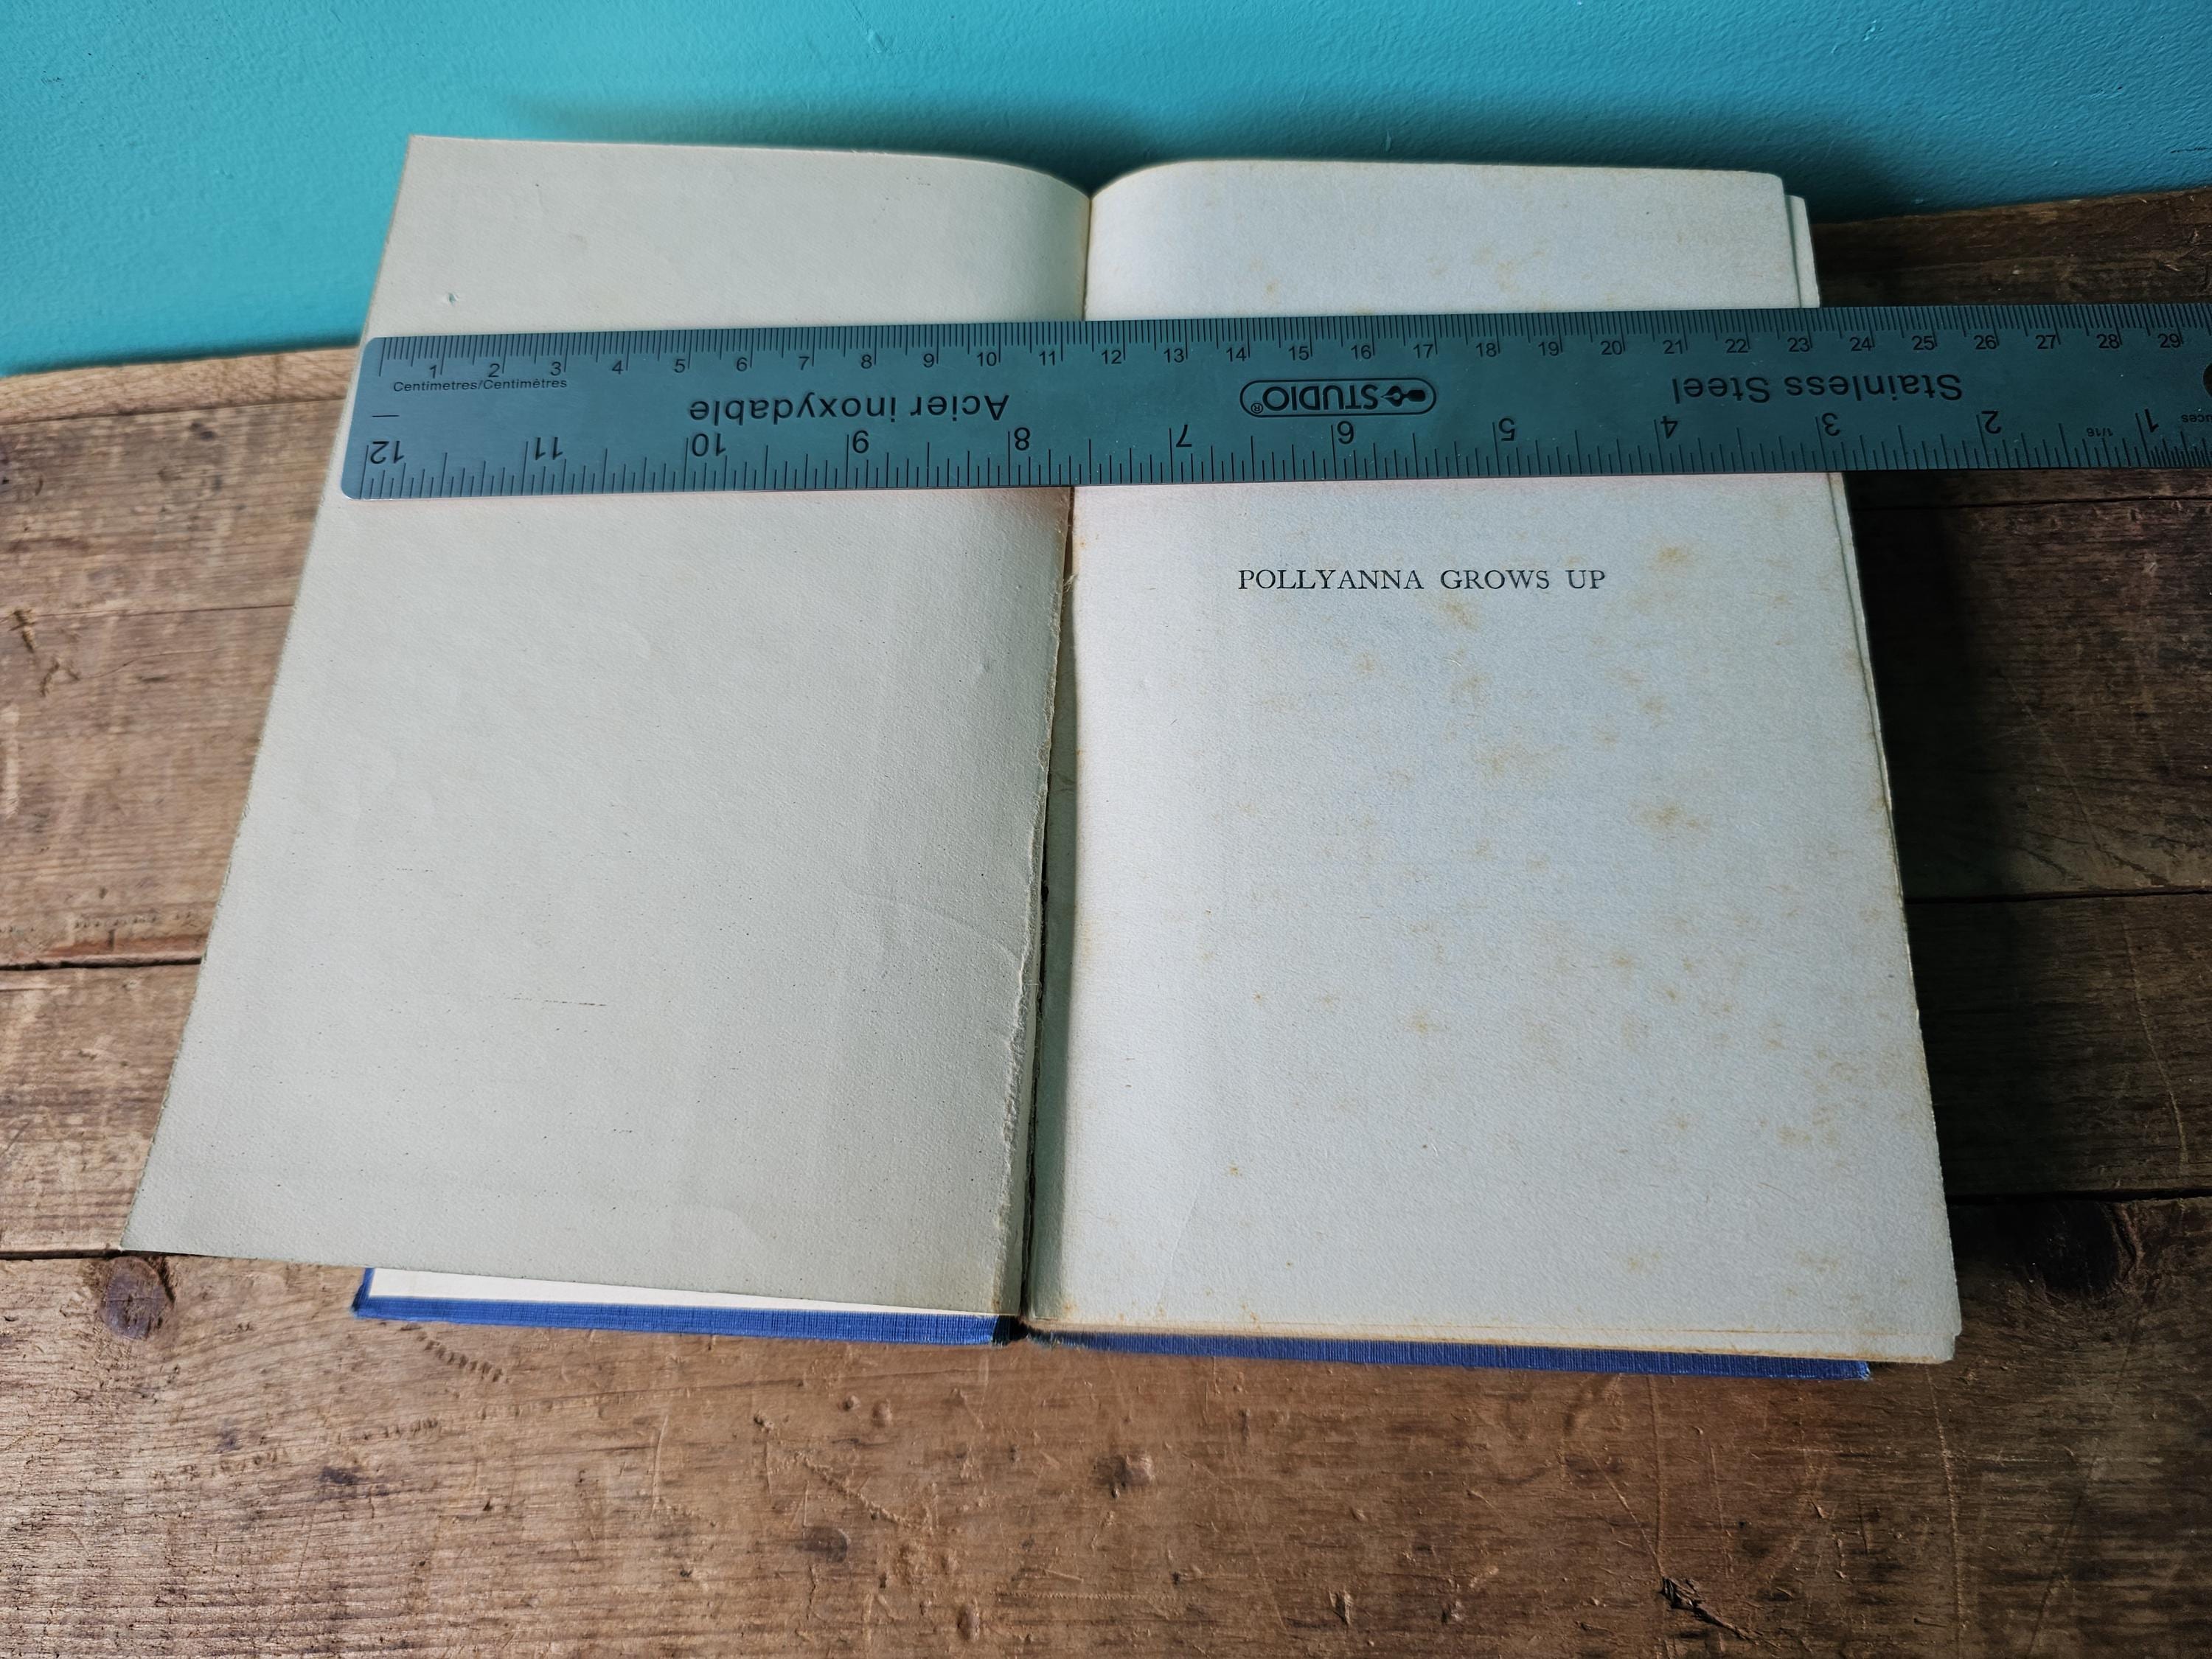 1 2 3 4 5 6 7 8 9 10 11 12 13 14 15 16 17 18 19 20 21 22 23 24 25 26 27 28 29
Centimetres/Centimètres
Acier inoxydable
STUDIO®
Stainless Steel
12 11 10 9 8 7 6 5 4 3 2 1/16 1
POLLYANNA GROWS UP